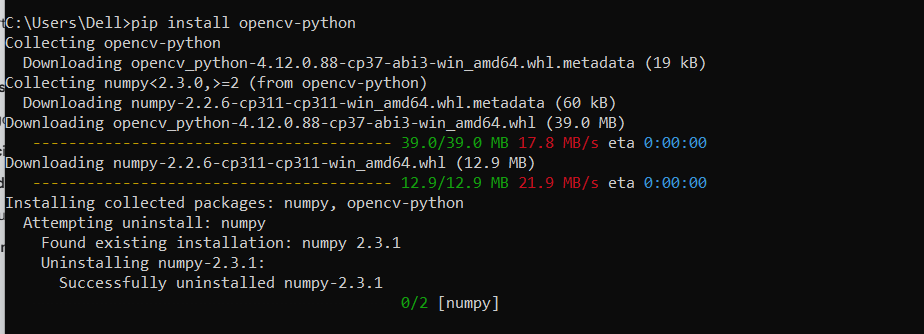 C:\Users\Dell>pip install opencv-python
Collecting opencv-python
  Downloading opencv_python-4.12.0.88-cp37-abi3-win_amd64.whl.metadata (19 kB)
Collecting numpy<2.3.0,>=2 (from opencv-python)
  Downloading numpy-2.2.6-cp311-cp311-win_amd64.whl.metadata (60 kB)
Downloading opencv_python-4.12.0.88-cp37-abi3-win_amd64.whl (39.0 MB)
   ---------------------------------------- 39.0/39.0 MB 17.8 MB/s eta 0:00:00
Downloading numpy-2.2.6-cp311-cp311-win_amd64.whl (12.9 MB)
   ---------------------------------------- 12.9/12.9 MB 21.9 MB/s eta 0:00:00
Installing collected packages: numpy, opencv-python
  Attempting uninstall: numpy
    Found existing installation: numpy 2.3.1
    Uninstalling numpy-2.3.1:
      Successfully uninstalled numpy-2.3.1
                                            0/2 [numpy]